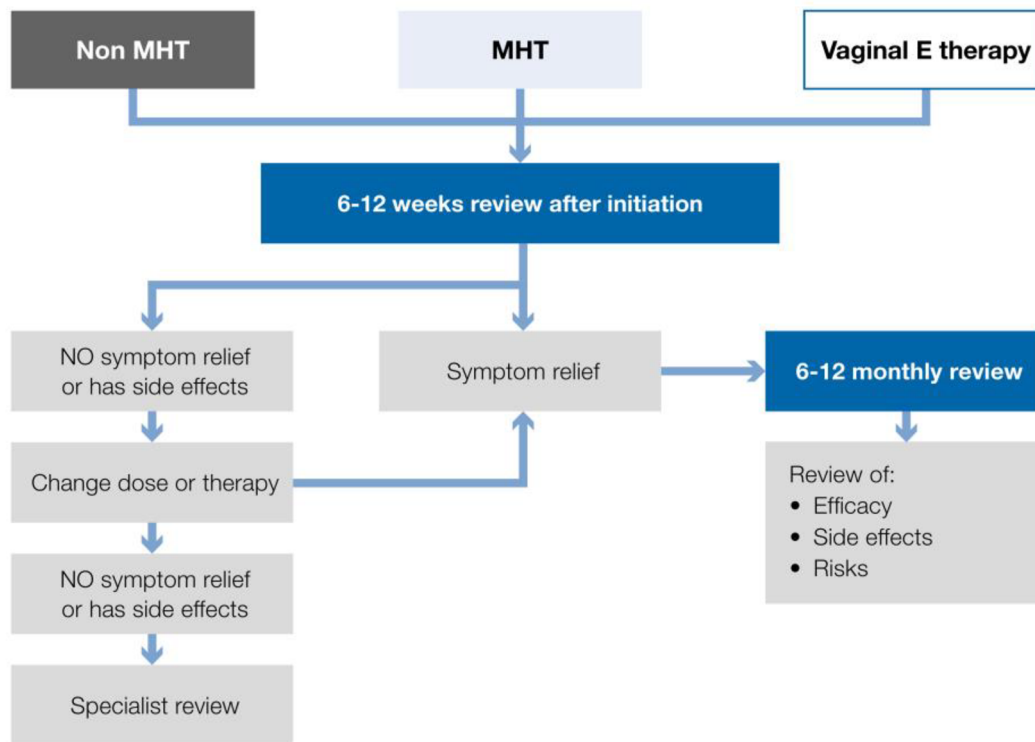 Non MHT
MHT
Vaginal E therapy
6-12 weeks review after initiation
NO symptom relief
or has side effects
Symptom relief
6-12 monthly review
Change dose or therapy
Review of:
• Efficacy
• Side effects
• Risks
NO symptom relief
or has side effects
Specialist review